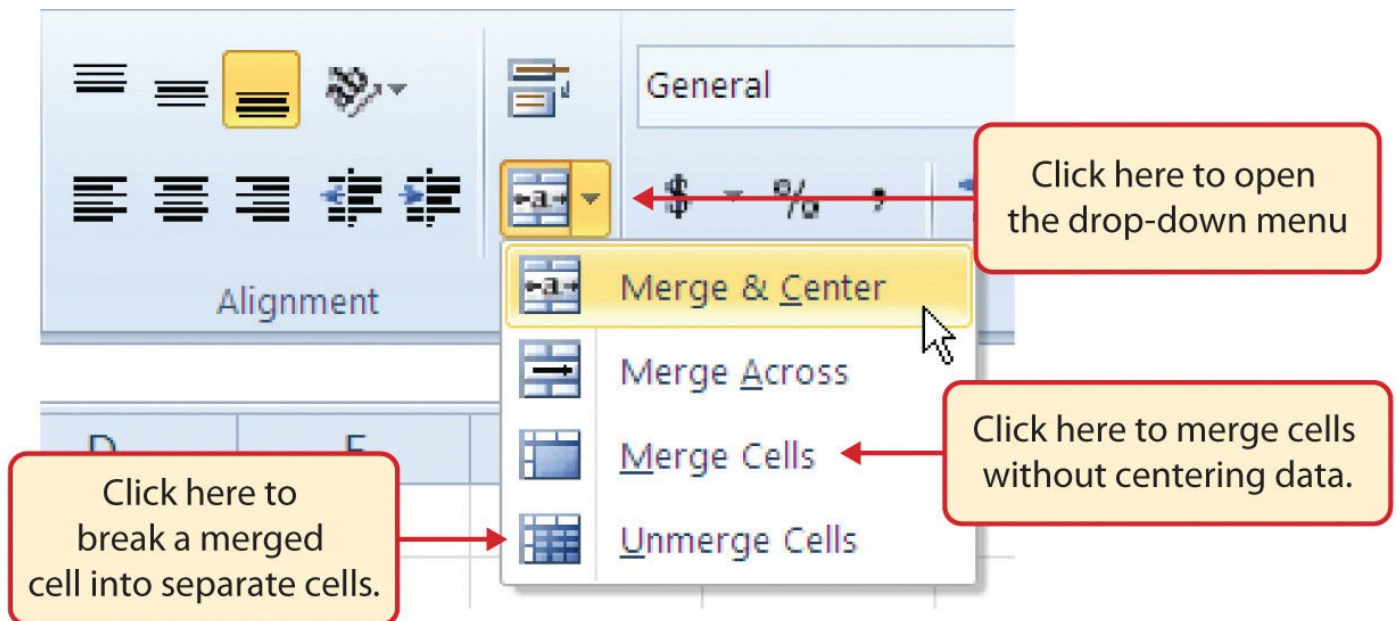 General
$ % ,
Click here to open
the drop-down menu
Alignment
Merge & Center
Merge Across
Merge Cells
Unmerge Cells
Click here to merge cells
without centering data.
D
Click here to
break a merged
cell into separate cells.